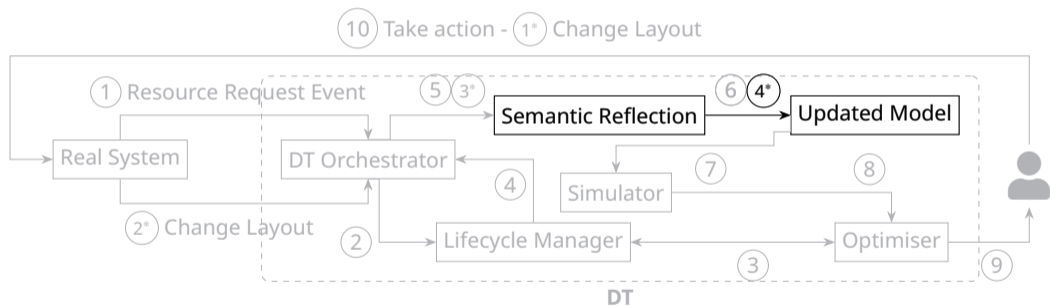 10 Take action - 1* Change Layout
1 Resource Request Event
5 3*
6 4*
Semantic Reflection
Updated Model
Real System
DT Orchestrator
4
7
8
Simulator
2* Change Layout
2
Lifecycle Manager
3
Optimiser
9
DT